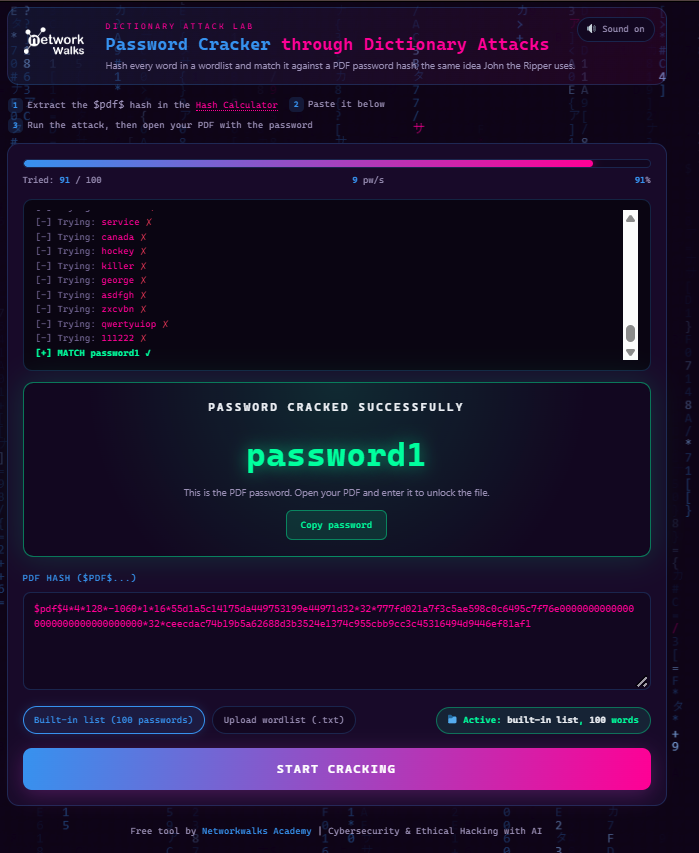 networkwalks
DICTIONARY ATTACK LAB
Password Cracker through Dictionary Attacks
Hash every word in a wordlist and match it against a PDF password hash, the same idea John the Ripper uses.
Sound on
1 Extract the $pdf$ hash in the Hash Calculator 2 Paste it below
3 Run the attack, then open your PDF with the password
Tried: 91 / 100 9 pw/s 91%
[-] Trying: service ✗
[-] Trying: canada ✗
[-] Trying: hockey ✗
[-] Trying: killer ✗
[-] Trying: george ✗
[-] Trying: asdfgh ✗
[-] Trying: zxcvbn ✗
[-] Trying: qwertyuiop ✗
[-] Trying: 111222 ✗
[+] MATCH password1 ✓
PASSWORD CRACKED SUCCESSFULLY
password1
This is the PDF password. Open your PDF and enter it to unlock the file.
Copy password
PDF HASH ($PDF$...)
$pdf$4*4*128*-1060*1*16*55d1a5c14175da449753199e44971d32*32*777fd021a7f3c5ae598c0c6495c7f76e0000000000000
0000000000000000000*32*ceecdac74b19b5a62688d3b3524e1374c955cbb9cc3c45316494d9446ef81af1
Built-in list (100 passwords) Upload wordlist (.txt) Active: built-in list, 100 words
START CRACKING
Free tool by Networkwalks Academy | Cybersecurity & Ethical Hacking with AI